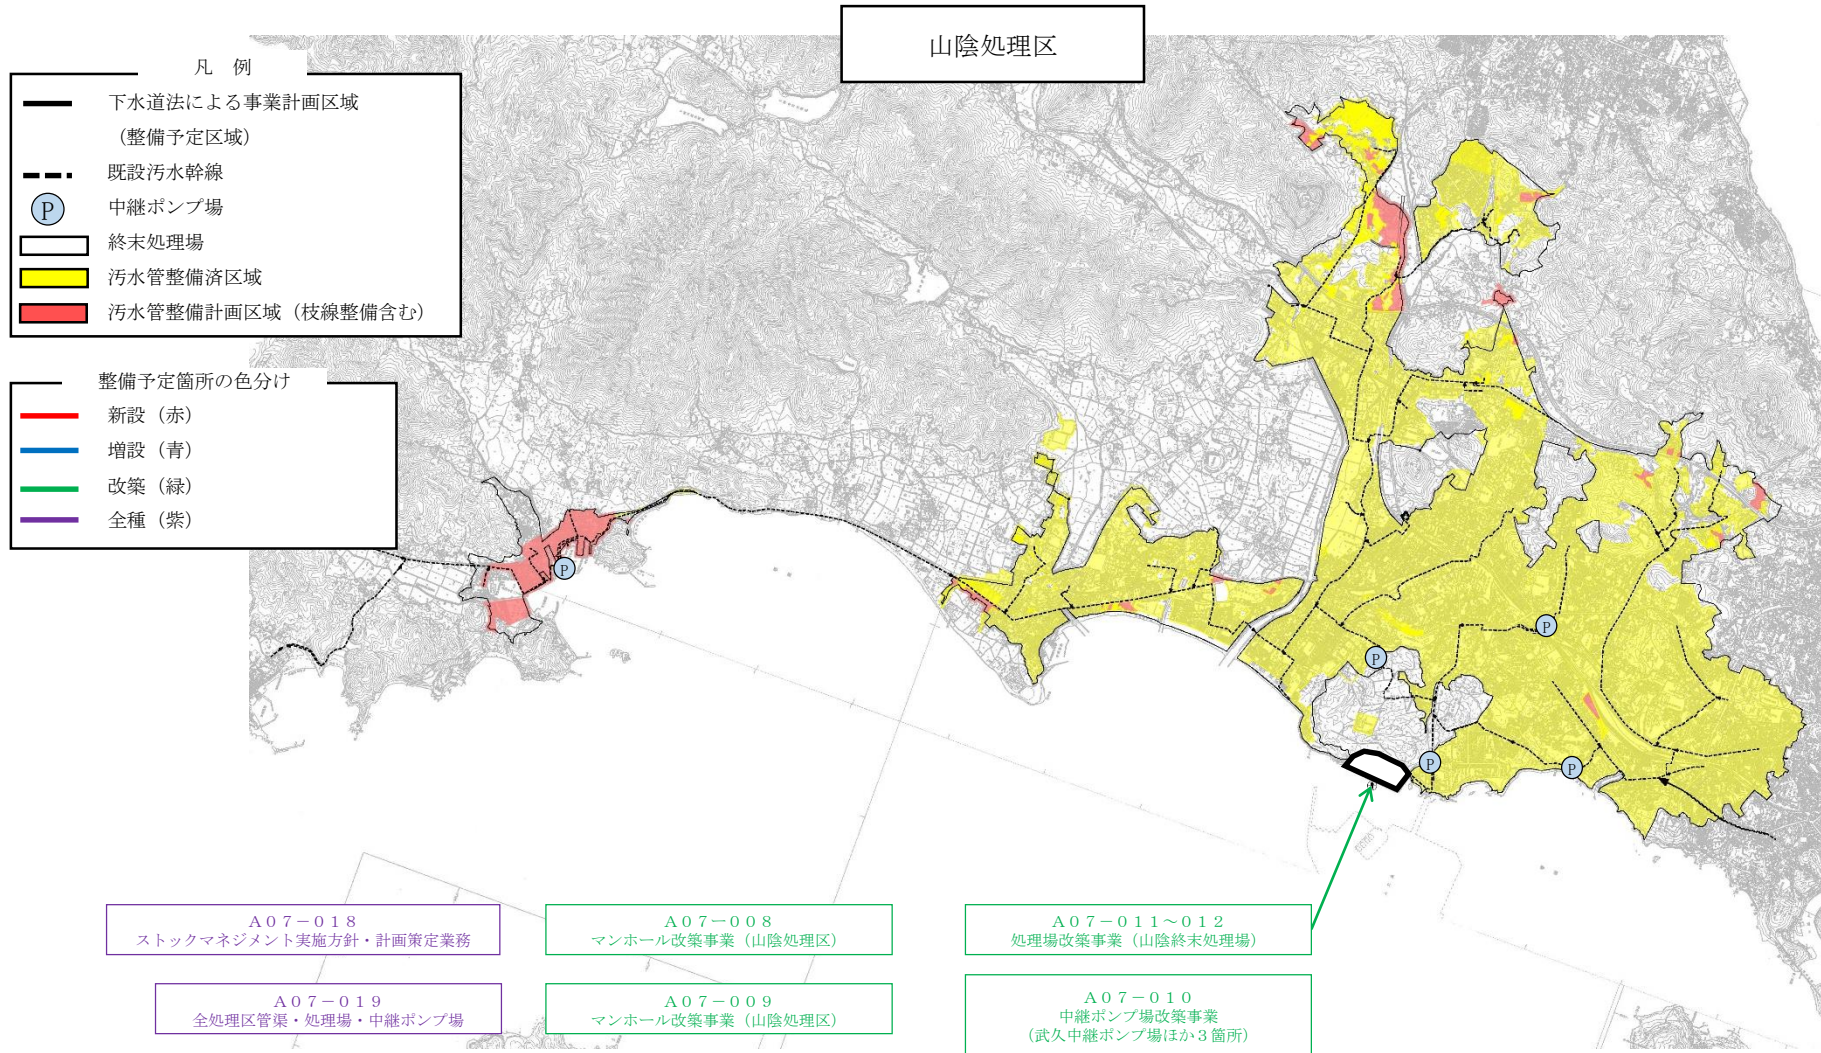 山陰処理区
凡　例
下水道法による事業計画区域
（整備予定区域）
既設汚水幹線
P
中継ポンプ場
終末処理場
汚水管整備済区域
汚水管整備計画区域（枝線整備含む）
整備予定箇所の色分け
新設（赤）
増設（青）
改築（緑）
全種（紫）
P
P
P
P
P
Ａ０７－０１８
ストックマネジメント実施方針・計画策定業務
Ａ０７－００８
マンホール改築事業（山陰処理区）
Ａ０７－０１１～０１２
処理場改築事業（山陰終末処理場）
Ａ０７－０１９
全処理区管渠・処理場・中継ポンプ場
Ａ０７－００９
マンホール改築事業（山陰処理区）
Ａ０７－０１０
中継ポンプ場改築事業
（武久中継ポンプ場ほか３箇所）